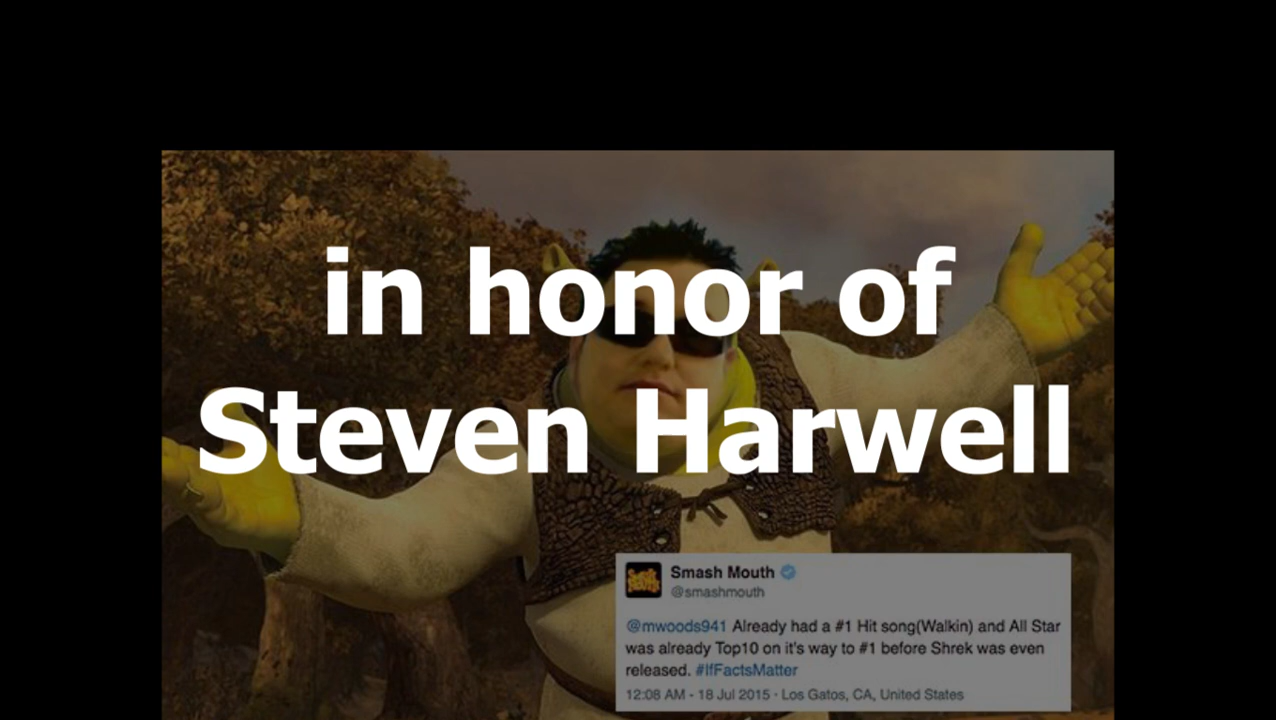 in honor of
Steven Harwell
Smash Mouth
@smashmouth
@mwoods941 Already had a #1 Hit song(Walkin) and All Star
was already Top10 on it's way to #1 before Shrek was even
released. #IfFactsMatter
12:08 AM - 18 Jul 2015 · Los Gatos, CA, United States